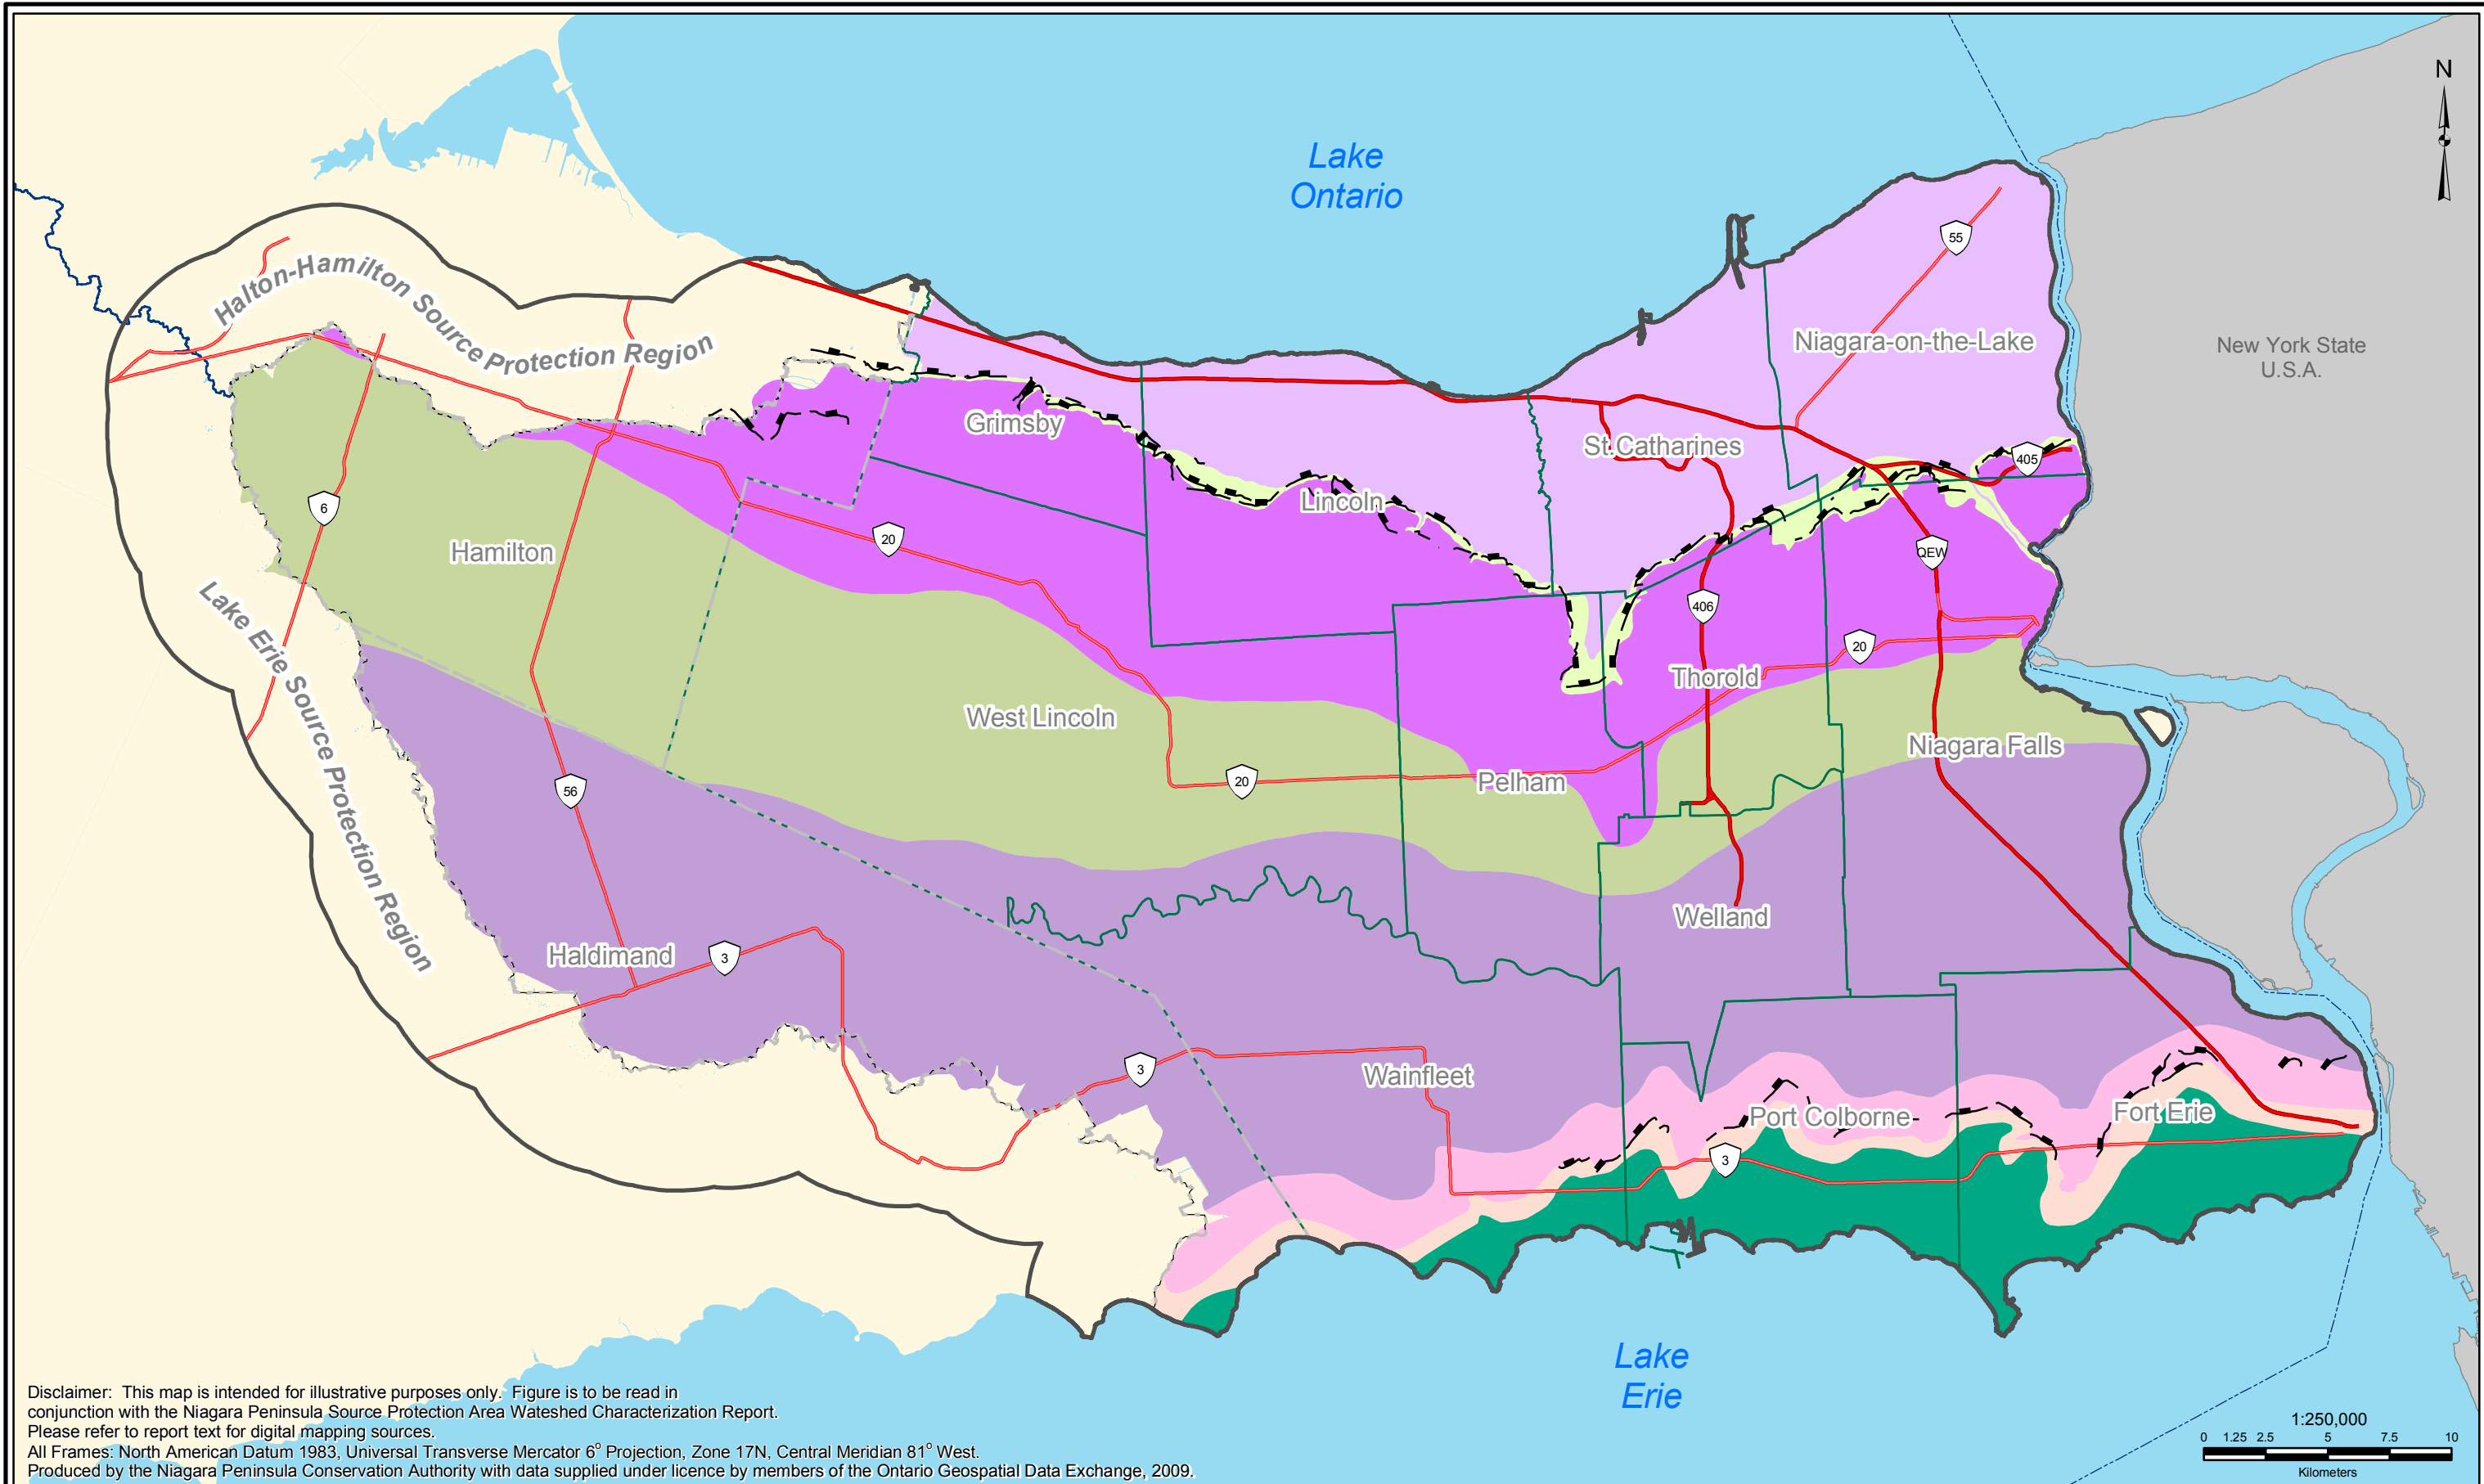 N
Lake
Ontario
55
Halton-Hamilton Source Protection Region
Niagara-on-the-Lake
New York State
U.S.A.
Grimsby
St.Catharines
405
Lincoln
6
20
Hamilton
QEW
406
Lake Erie Source Protection Region
20
Thorold
West Lincoln
Niagara Falls
56
20
Pelham
Welland
Haldimand
3
3
Wainfleet
Port Colborne
Fort Erie
3
Lake
Erie
Disclaimer: This map is intended for illustrative purposes only. Figure is to be read in
conjunction with the Niagara Peninsula Source Protection Area Wateshed Characterization Report.
Please refer to report text for digital mapping sources.
All Frames: North American Datum 1983, Universal Transverse Mercator 6° Projection, Zone 17N, Central Meridian 81° West.
Produced by the Niagara Peninsula Conservation Authority with data supplied under licence by members of the Ontario Geospatial Data Exchange, 2009.
1:250,000
0 1.25 2.5 5 7.5 10
Kilometers